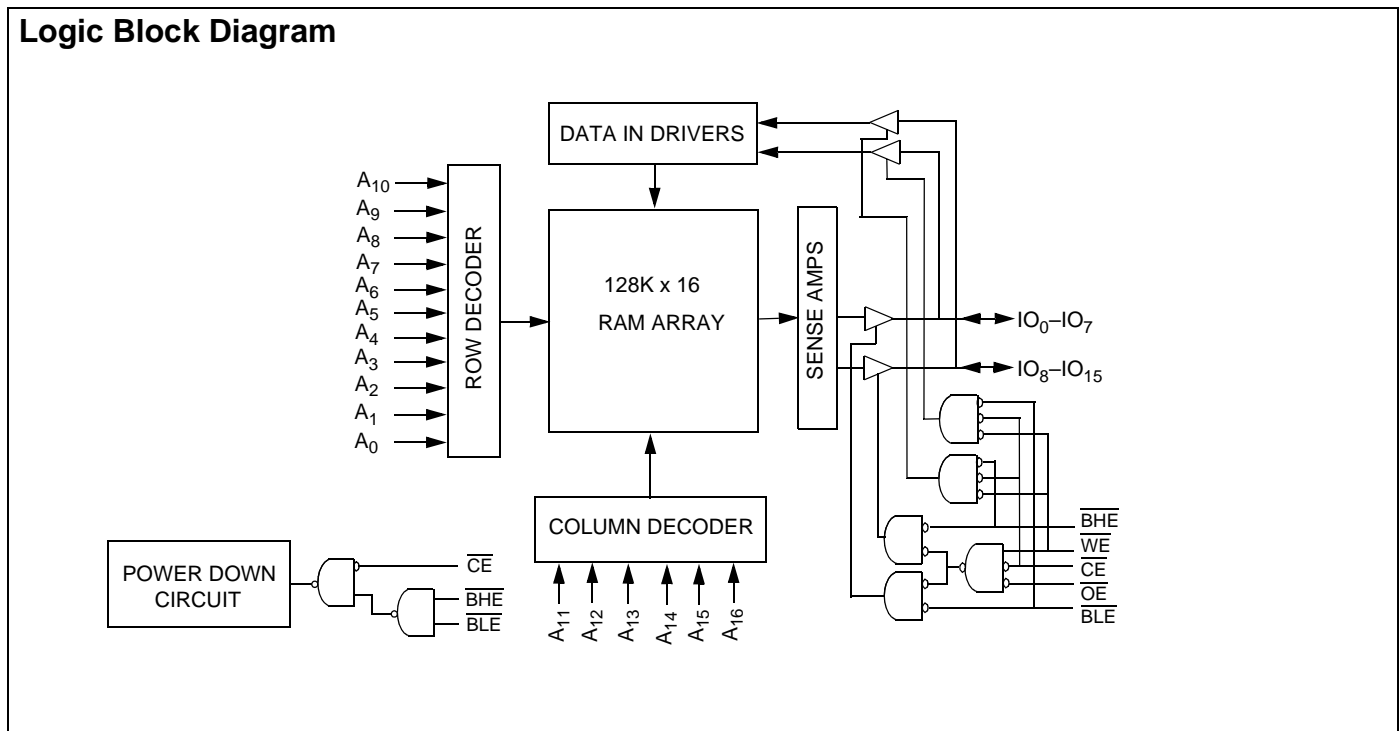 Logic Block Diagram
DATA IN DRIVERS
A10
A9
A8
A7
A6
A5
A4
A3
A2
A1
A0
ROW DECODER
128K x 16
RAM ARRAY
SENSE AMPS
IO0–IO7
IO8–IO15
COLUMN DECODER
A11
A12
A13
A14
A15
A16
POWER DOWN
CIRCUIT
CE
BHE
BLE
BHE
WE
CE
OE
BLE